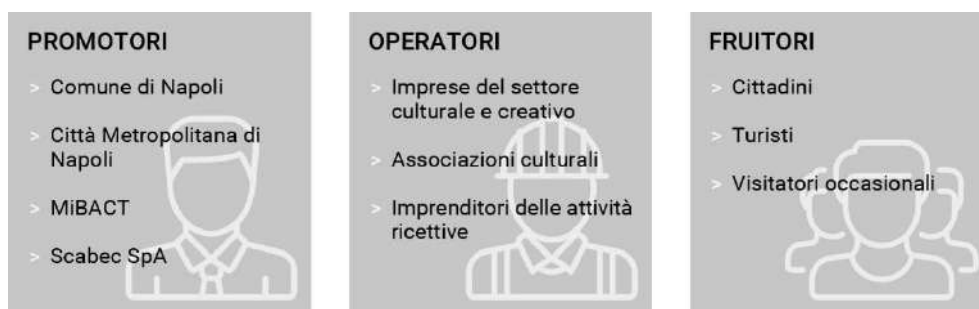 PROMOTORI
> Comune di Napoli
> Città Metropolitana di
Napoli
> MiBACT
> Scabec SpA
OPERATORI
> Imprese del settore
culturale e creativo
> Associazioni culturali
> Imprenditori delle attività
ricettive
FRUITORI
> Cittadini
> Turisti
> Visitatori occasionali